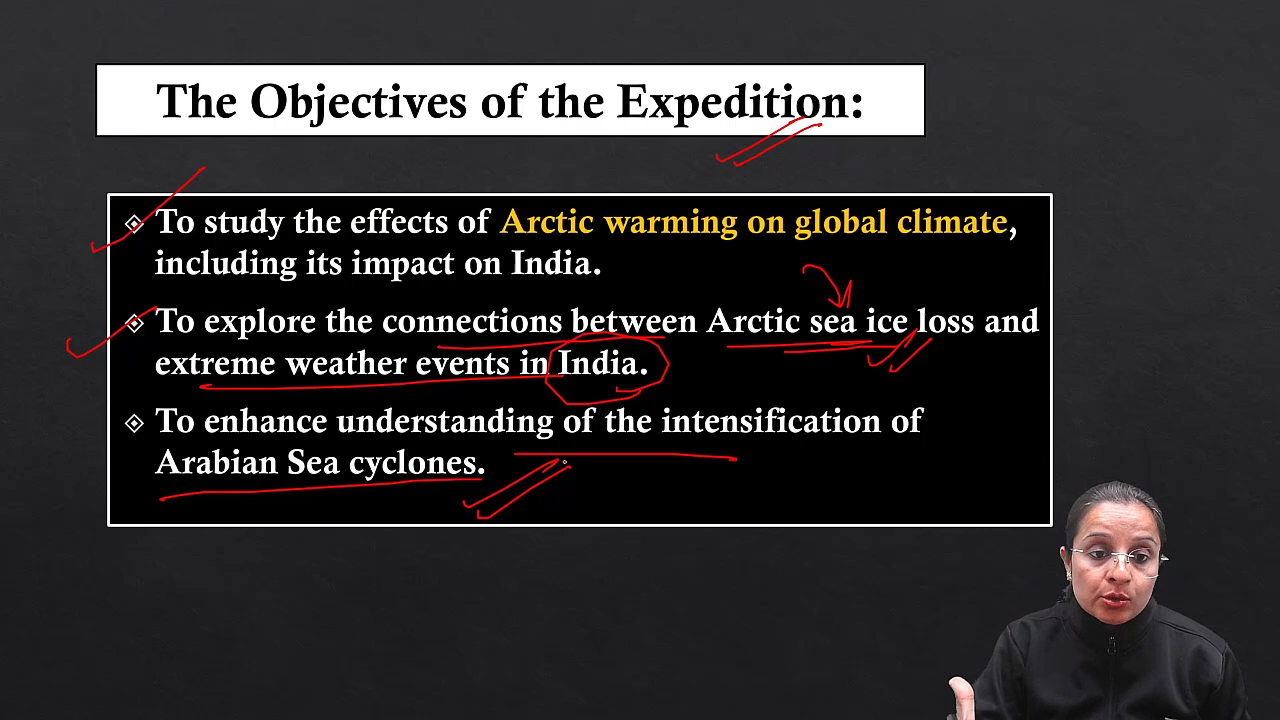 The Objectives of the Expedition:
To study the effects of Arctic warming on global climate,
including its impact on India.
To explore the connections between Arctic sea ice loss and
extreme weather events in India.
To enhance understanding of the intensification of
Arabian Sea cyclones.